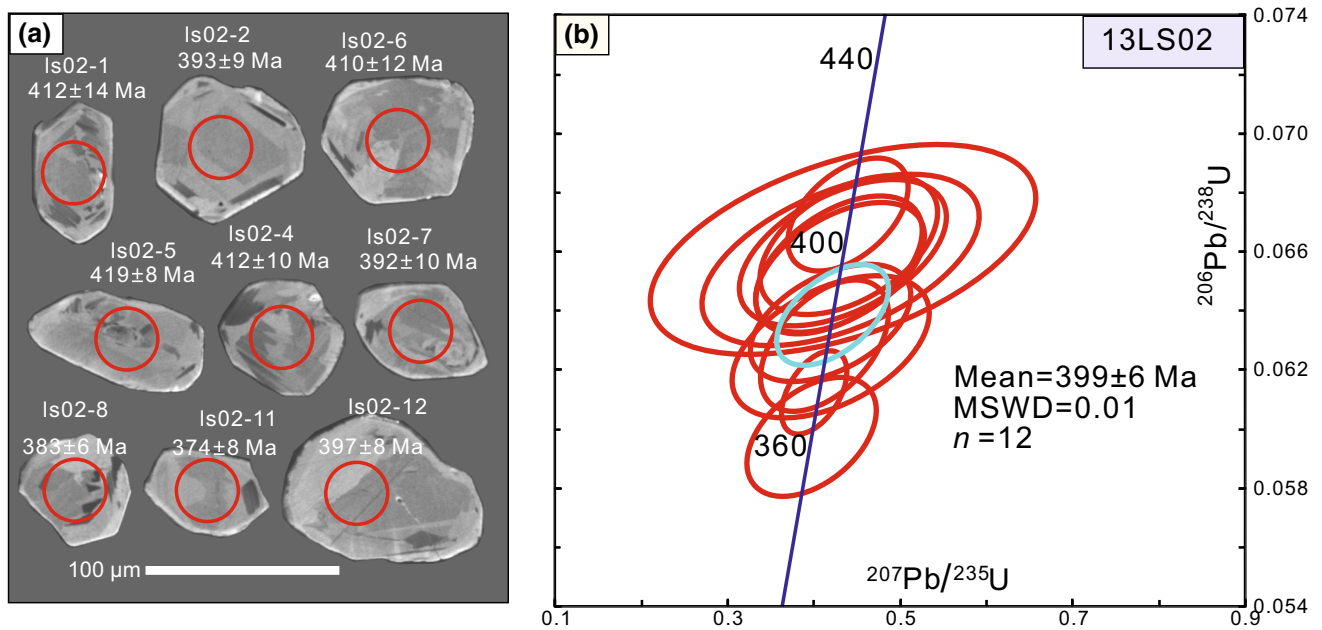 (a)
ls02-1
412±14 Ma
ls02-2
393±9 Ma
ls02-6
410±12 Ma
ls02-5
419±8 Ma
ls02-4
412±10 Ma
ls02-7
392±10 Ma
ls02-8
383±6 Ma
ls02-11
374±8 Ma
ls02-12
397±8 Ma
100 µm
(b)
13LS02
440
400
360
Mean=399±6 Ma
MSWD=0.01
n =12
207Pb/235U
206Pb/238U
0.074
0.070
0.066
0.062
0.058
0.054
0.1
0.3
0.5
0.7
0.9